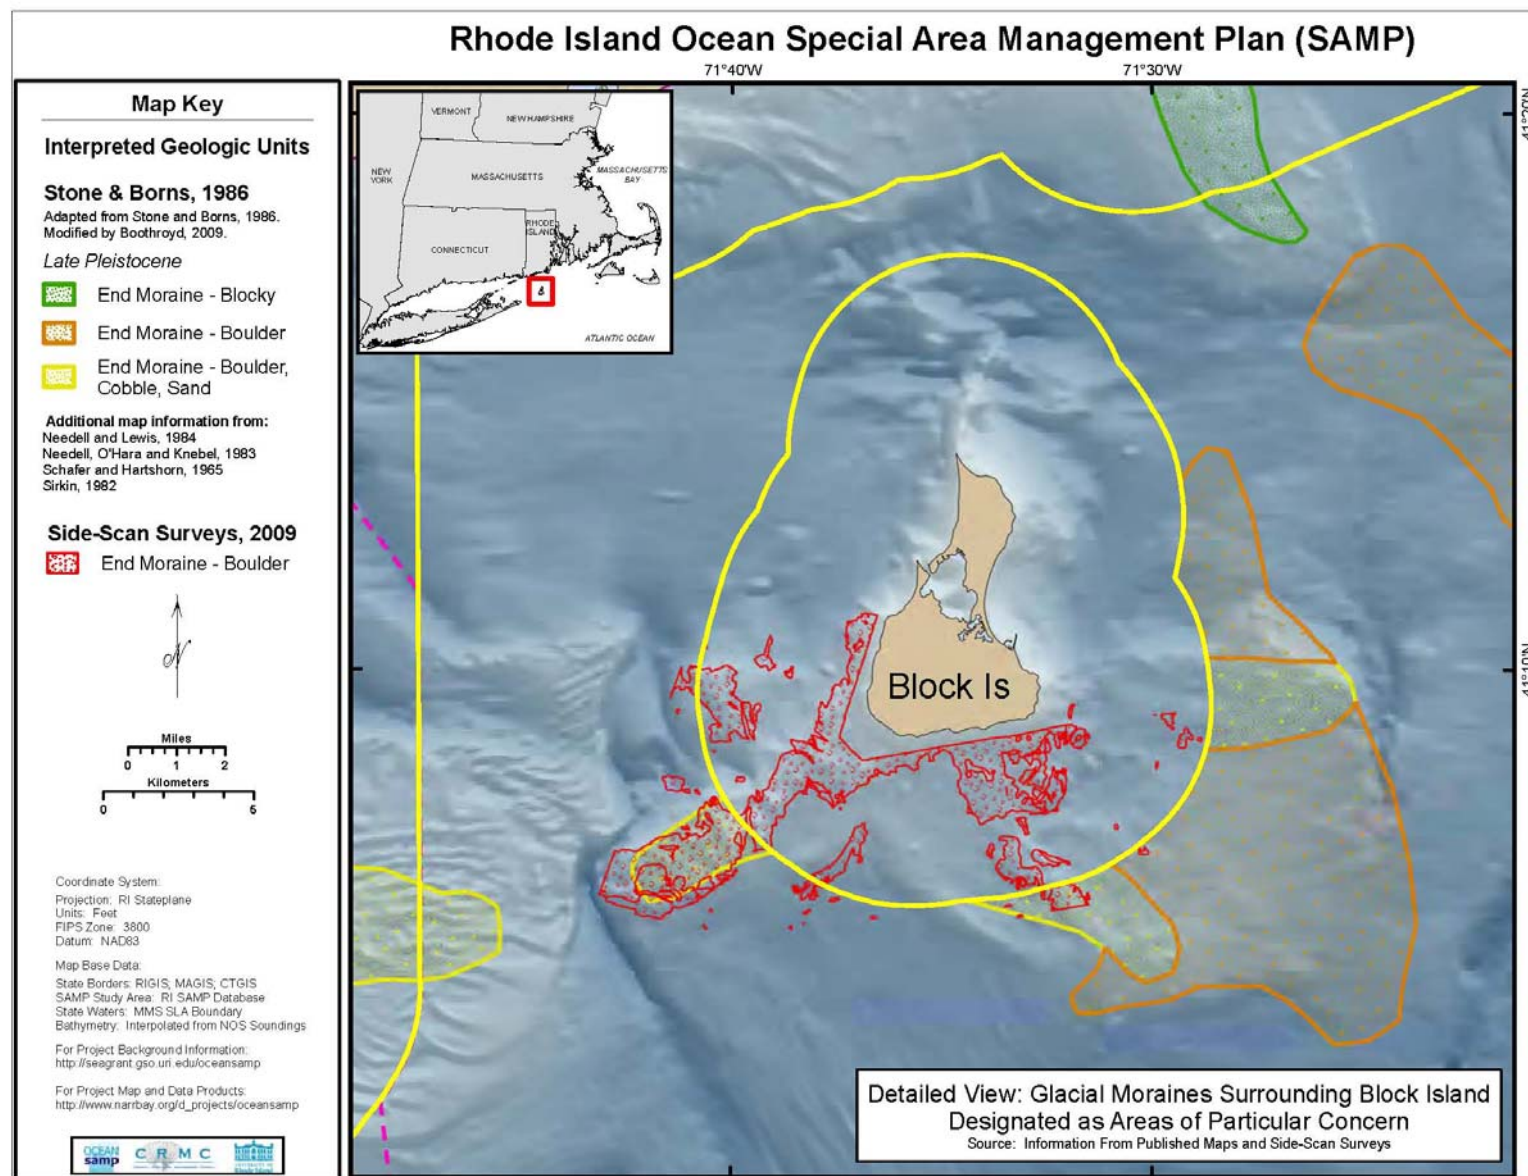 Rhode Island Ocean Special Area Management Plan (SAMP)
71°40'W
71°30'W
41°20'N
41°10'N
Map Key
Interpreted Geologic Units
Stone & Borns, 1986
Adapted from Stone and Borns, 1986.
Modified by Boothroyd, 2009.
Late Pleistocene
End Moraine - Blocky
End Moraine - Boulder
End Moraine - Boulder,
Cobble, Sand
Additional map information from:
Needell and Lewis, 1984
Needell, O'Hara and Knebel, 1983
Schafer and Hartshorn, 1965
Sirkin, 1982
Side-Scan Surveys, 2009
End Moraine - Boulder
N
Miles
0 1 2
Kilometers
0 6
Coordinate System:
Projection: RI Stateplane
Units: Feet
FIPS Zone: 3800
Datum: NAD83
Map Base Data:
State Borders: RIGIS; MAGIS; CTGIS
SAMP Study Area: RI SAMP Database
State Waters: MMS SLA Boundary
Bathymetry: Interpolated from NOS Soundings
For Project Background Information:
http://seagrant.gso.uri.edu/oceansamp
For Project Map and Data Products:
http://www.narrbay.org/d_projects/oceansamp
OCEAN
samp
C R M C
VERMONT
NEW HAMPSHIRE
NEW
YORK
MASSACHUSETTS
MASSACHUSETTS
BAY
RHODE
ISLAND
CONNECTICUT
ATLANTIC OCEAN
Block Is
Detailed View: Glacial Moraines Surrounding Block Island
Designated as Areas of Particular Concern
Source: Information From Published Maps and Side-Scan Surveys